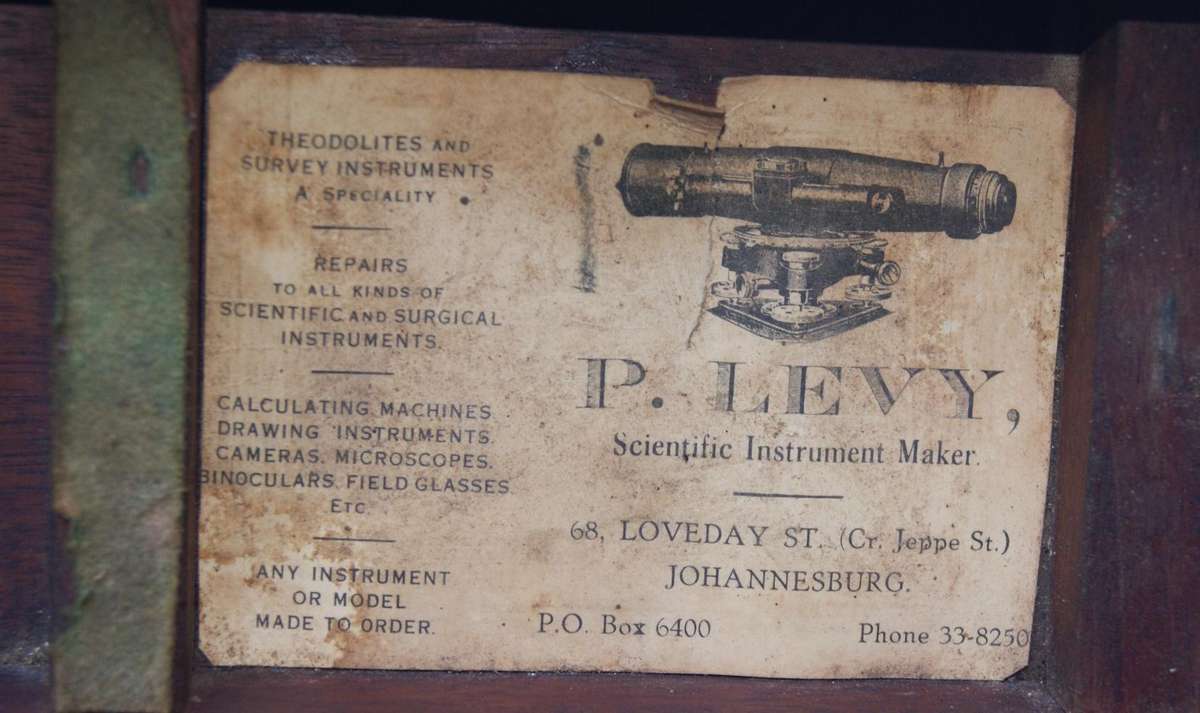 THEODOLITES AND
SURVEY INSTRUMENTS
A SPECIALITY
REPAIRS
TO ALL KINDS OF
SCIENTIFIC AND SURGICAL
INSTRUMENTS.
CALCULATING MACHINES
DRAWING INSTRUMENTS.
CAMERAS, MICROSCOPES,
BINOCULARS, FIELD GLASSES
ETC.
ANY INSTRUMENT
OR MODEL
MADE TO ORDER.
P. LEVY,
Scientific Instrument Maker.
68, LOVEDAY ST. (Cr. Jeppe St.)
JOHANNESBURG.
P.O. Box 6400
Phone 33-8250